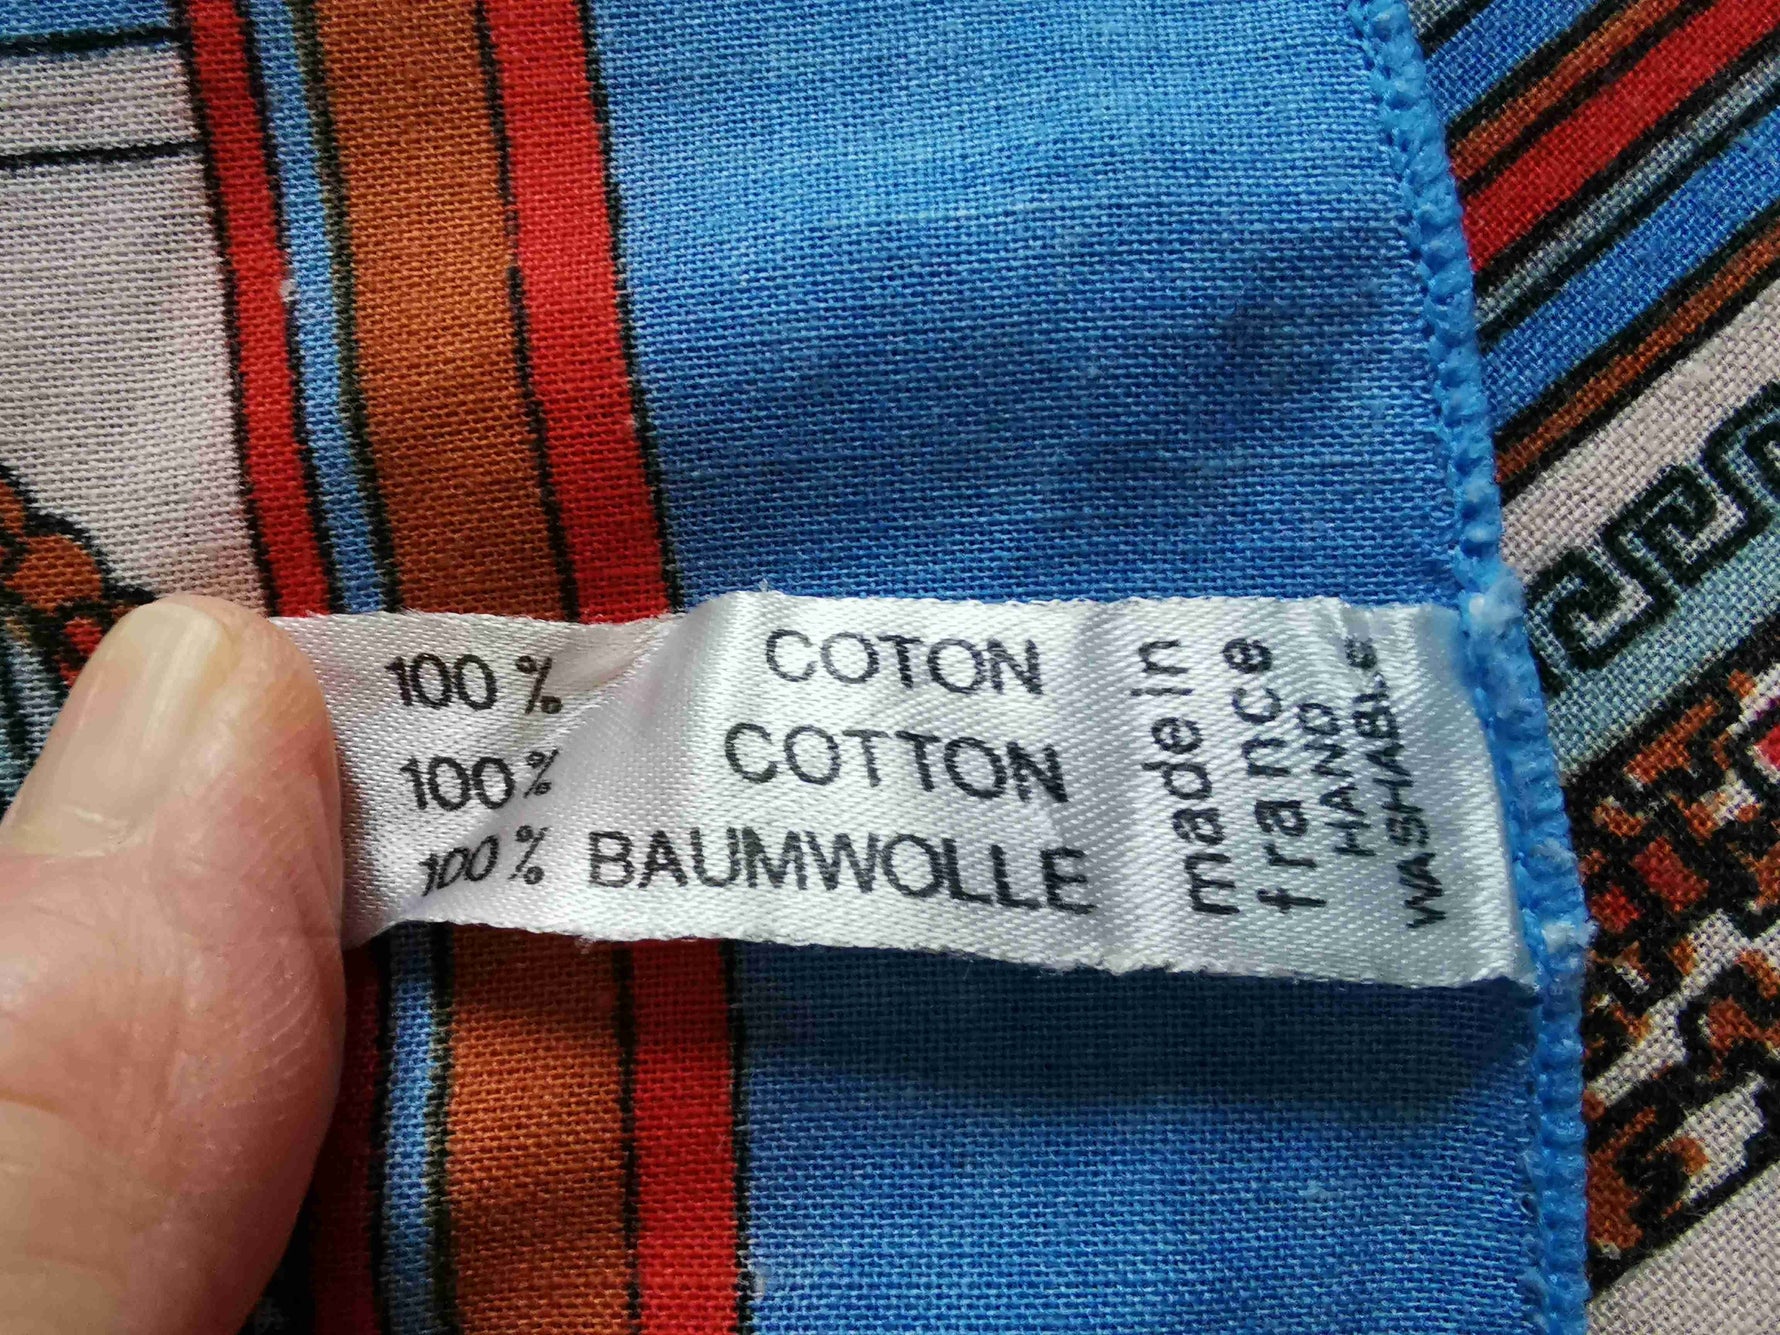 100% COTON
100% COTTON
100% BAUMWOLLE
made in
france
HAND
WASHABLE